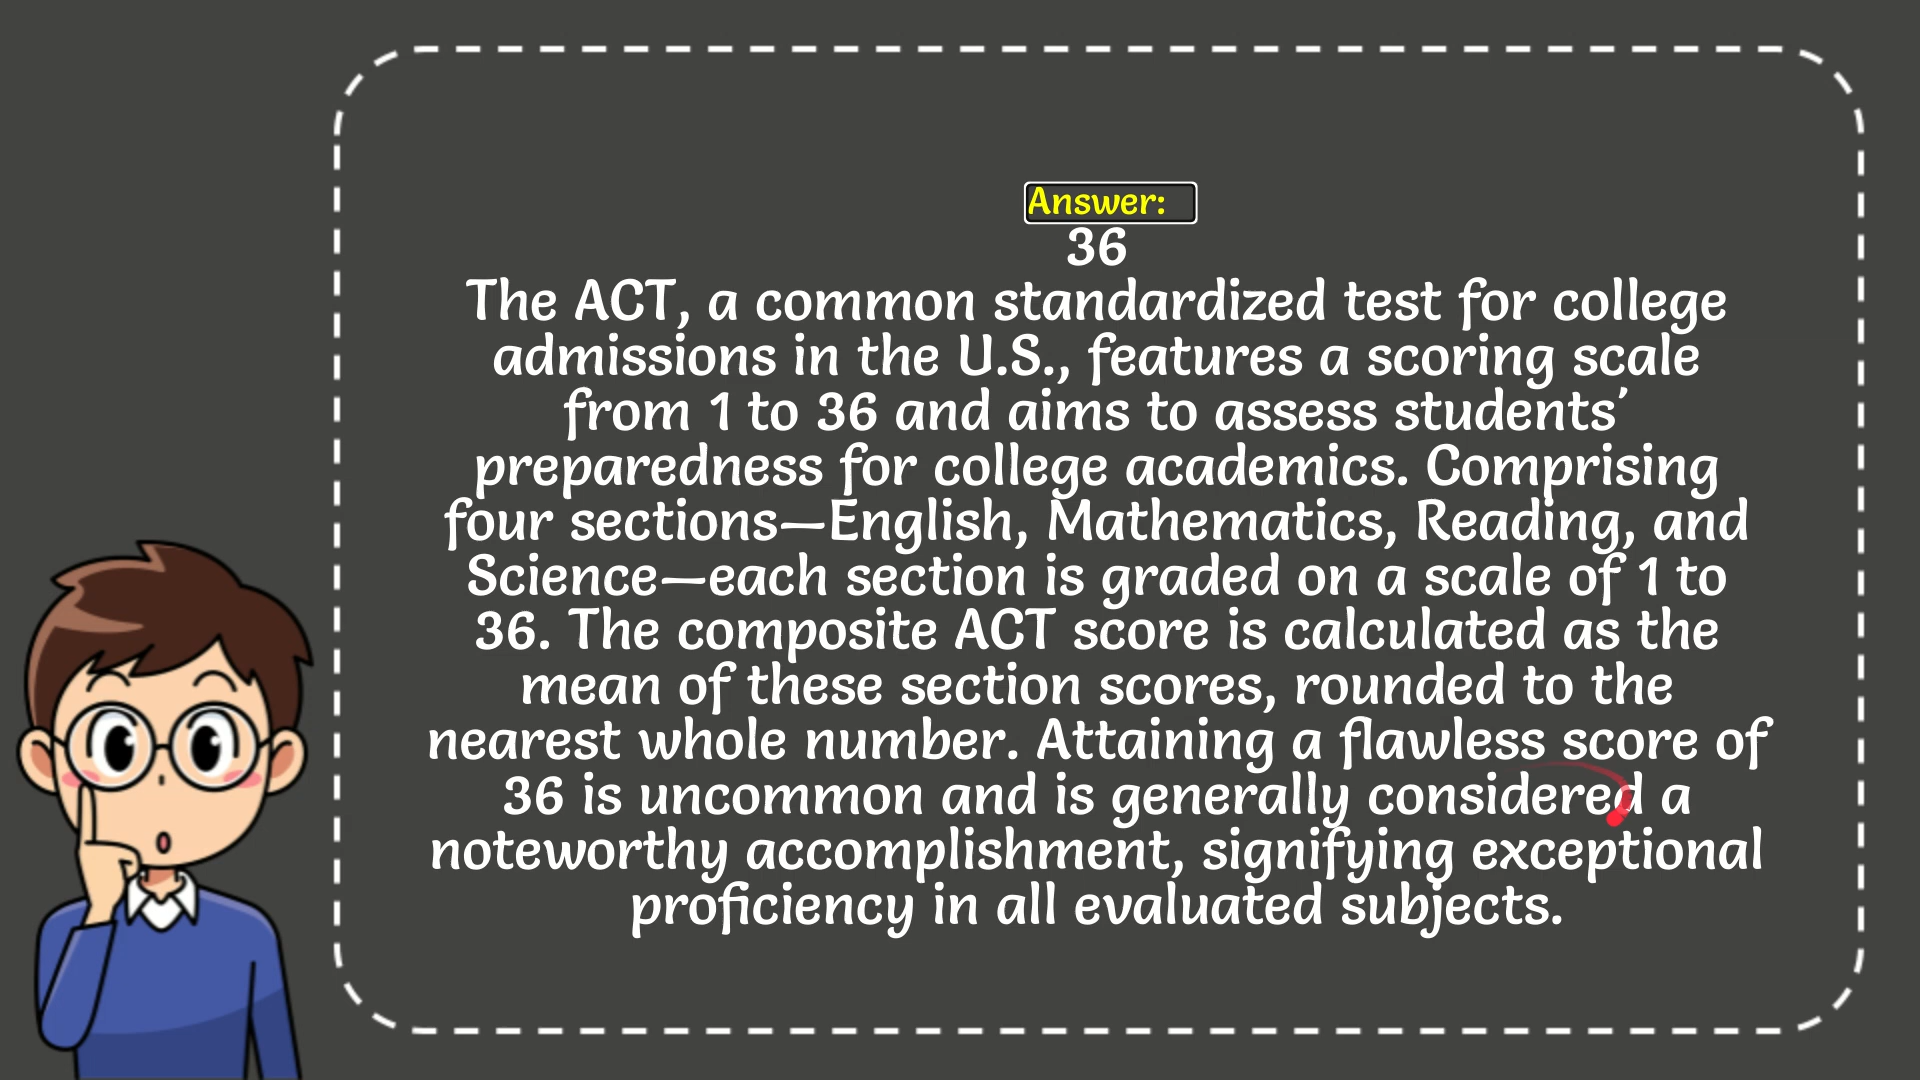 Answer:
36
The ACT, a common standardized test for college
admissions in the U.S., features a scoring scale
from 1 to 36 and aims to assess students’
preparedness for college academics. Comprising
four sections—English, Mathematics, Reading, and
Science—each section is graded on a scale of 1 to
36. The composite ACT score is calculated as the
mean of these section scores, rounded to the
nearest whole number. Attaining a flawless score of
36 is uncommon and is generally considered a
noteworthy accomplishment, signifying exceptional
proficiency in all evaluated subjects.